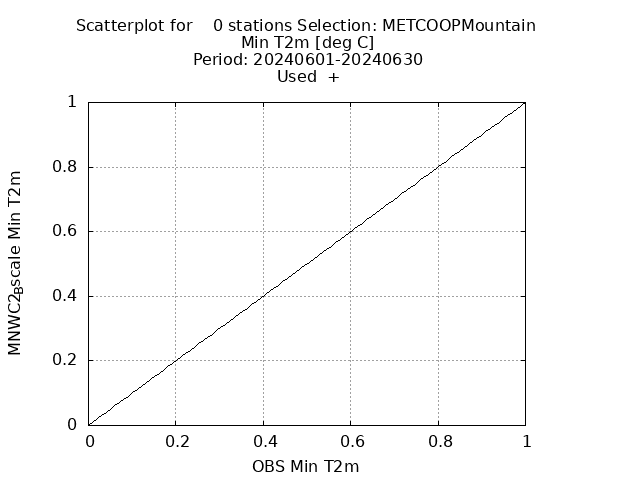 Scatterplot for    0 stations Selection: METCOOPMountain
Min T2m [deg C]
Period: 20240601-20240630
Used +
1
0.8
0.6
0.4
0.2
0
MNWC2Bscale Min T2m
0 0.2 0.4 0.6 0.8 1
OBS Min T2m